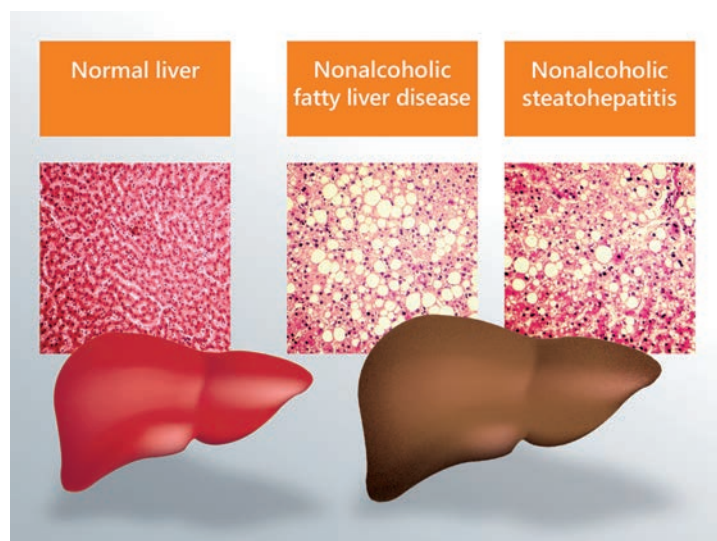 Normal liver
Nonalcoholic
fatty liver disease
Nonalcoholic
steatohepatitis